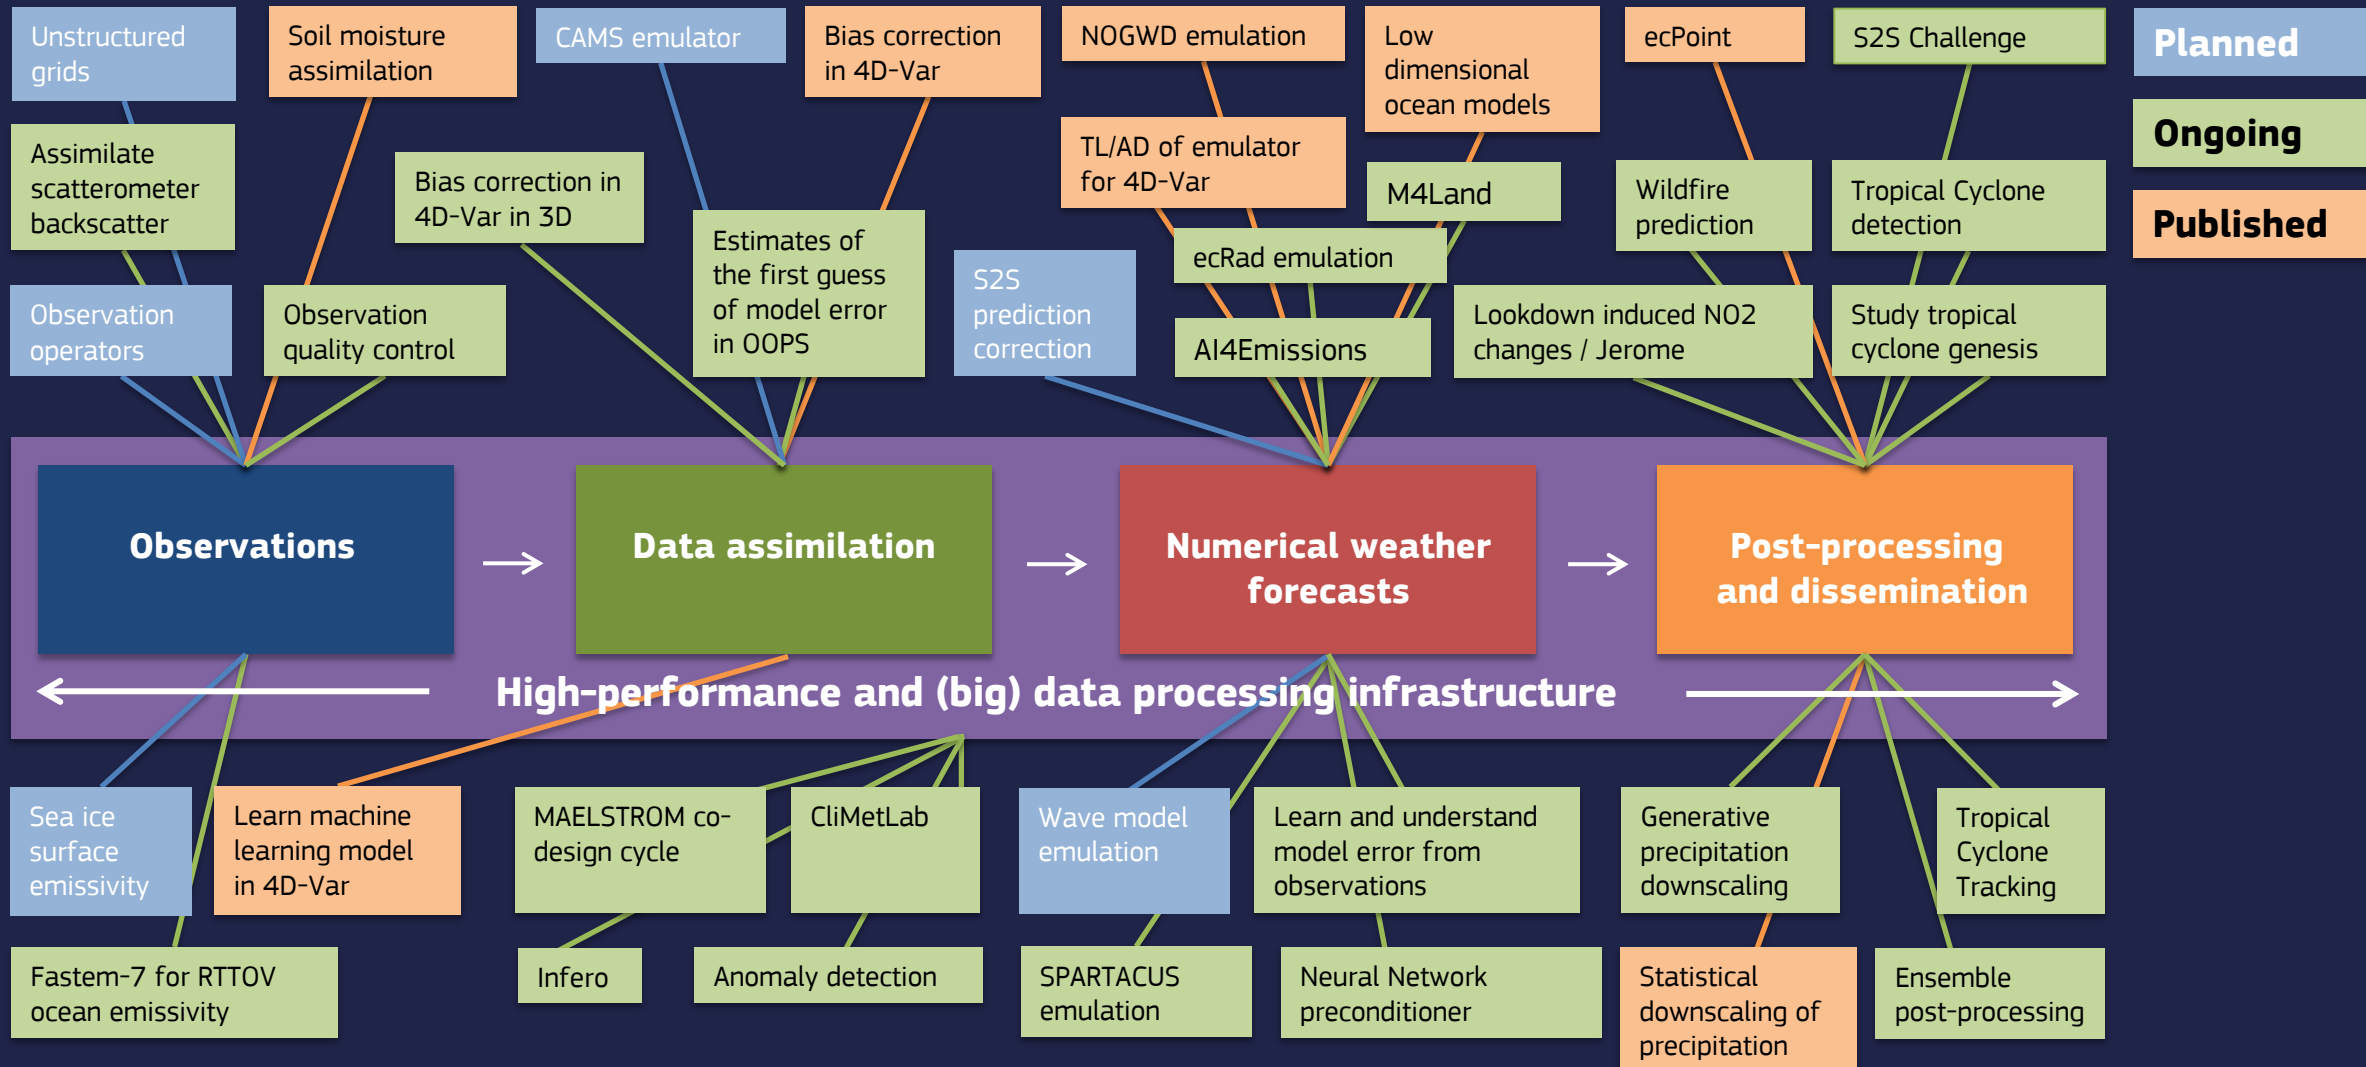 Unstructured
grids
Soil moisture
assimilation
CAMS emulator
Bias correction
in 4D-Var
NOGWD emulation
Low
dimensional
ocean models
ecPoint
S2S Challenge
Planned
Ongoing
Published
Assimilate
scatterometer
backscatter
Bias correction in
4D-Var in 3D
TL/AD of emulator
for 4D-Var
M4Land
Wildfire
prediction
Tropical Cyclone
detection
Estimates of
the first guess
of model error
in OOPS
S2S
prediction
correction
ecRad emulation
Observation
operators
Observation
quality control
AI4Emissions
Lookdown induced NO2
changes / Jerome
Study tropical
cyclone genesis
Observations
Data assimilation
Numerical weather
forecasts
Post-processing
and dissemination
High-performance and (big) data processing infrastructure
Sea ice
surface
emissivity
Learn machine
learning model
in 4D-Var
MAELSTROM co-
design cycle
CliMetLab
Wave model
emulation
Learn and understand
model error from
observations
Generative
precipitation
downscaling
Tropical
Cyclone
Tracking
Fastem-7 for RTTOV
ocean emissivity
Infero
Anomaly detection
SPARTACUS
emulation
Neural Network
preconditioner
Statistical
downscaling of
precipitation
Ensemble
post-processing